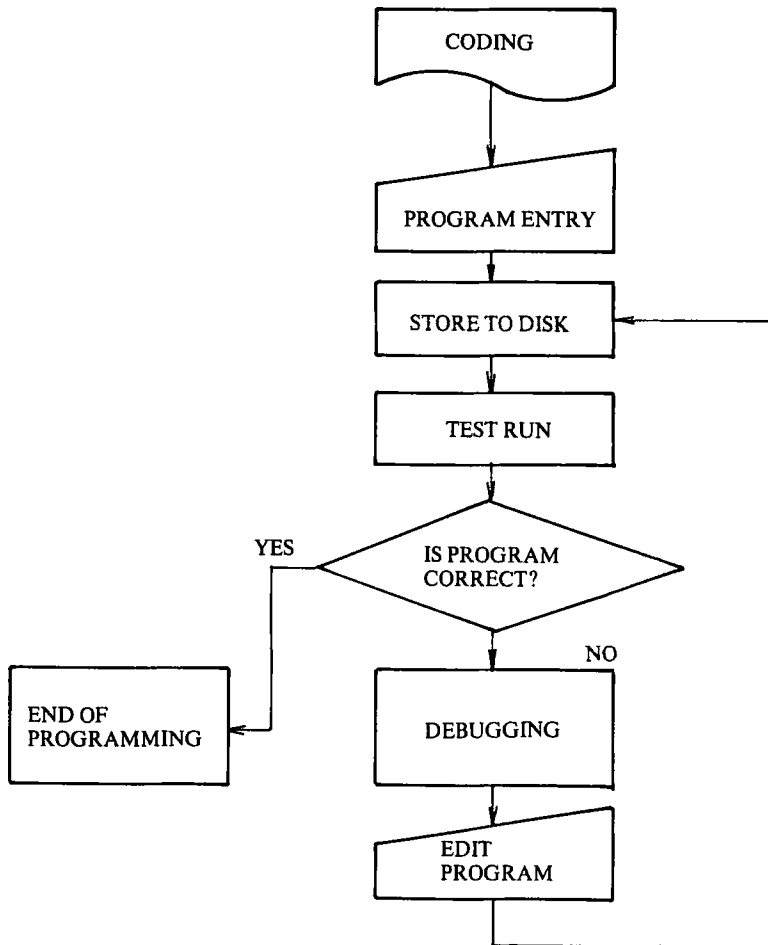 CODING
PROGRAM ENTRY
STORE TO DISK
TEST RUN
IS PROGRAM
CORRECT?
YES
NO
END OF
PROGRAMMING
DEBUGGING
EDIT
PROGRAM